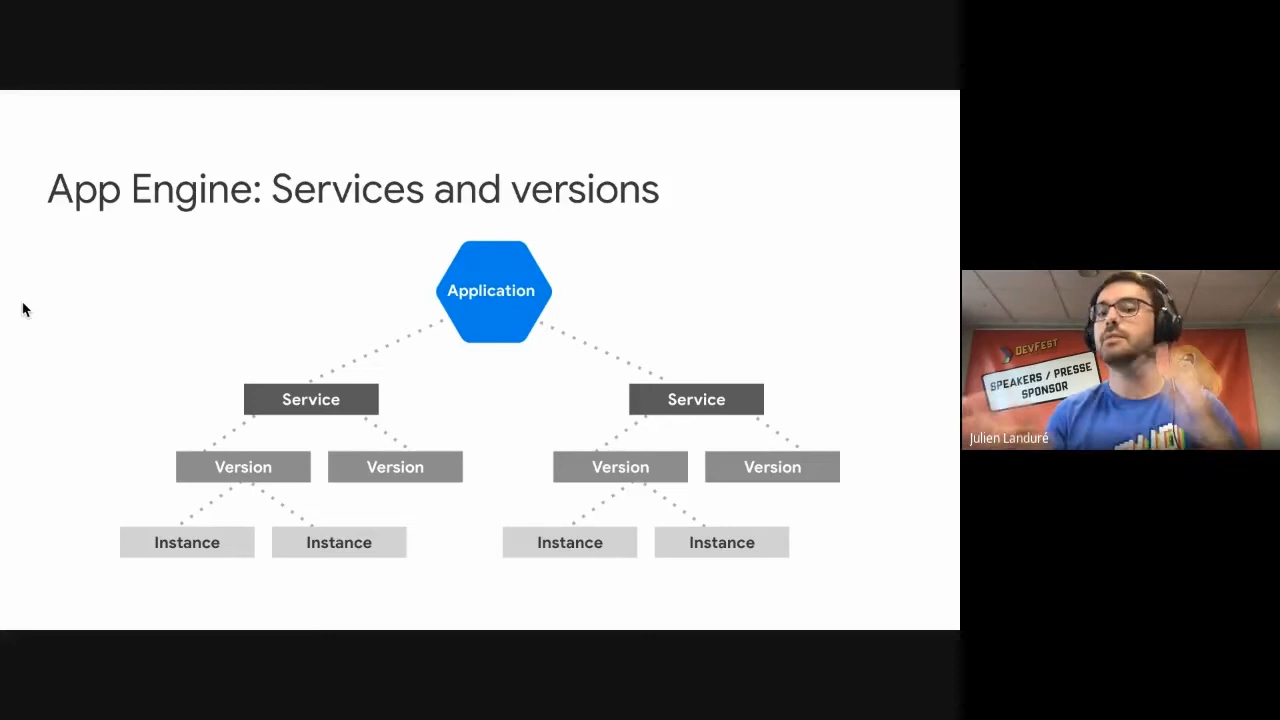 App Engine: Services and versions
Application
Service
Service
Version
Version
Version
Version
Instance
Instance
Instance
Instance
DEVFEST
SPEAKERS / PRESSE
SPONSOR
Julien Landuré